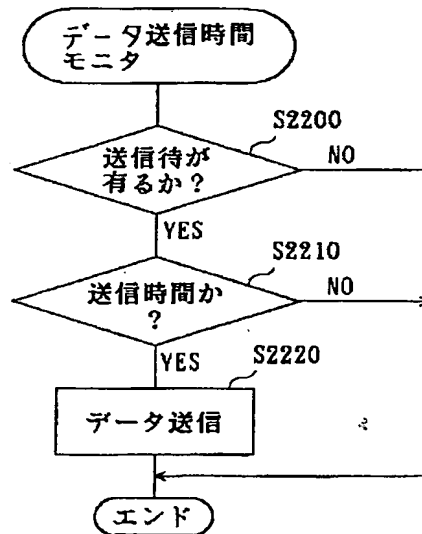 データ送信時間
モニタ
S2200
送信待が
有るか？
NO
YES
S2210
送信時間か
？
NO
YES
S2220
データ送信
エンド